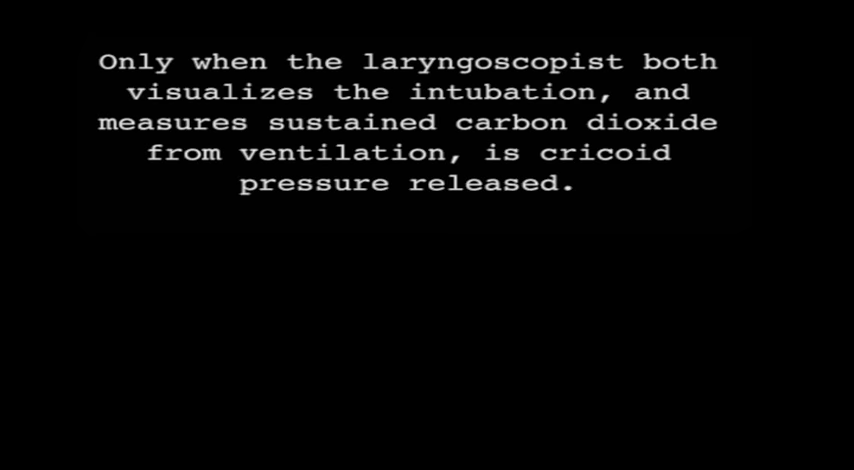 Only when the laryngoscopist both
visualizes the intubation, and
measures sustained carbon dioxide
from ventilation, is cricoid
pressure released.